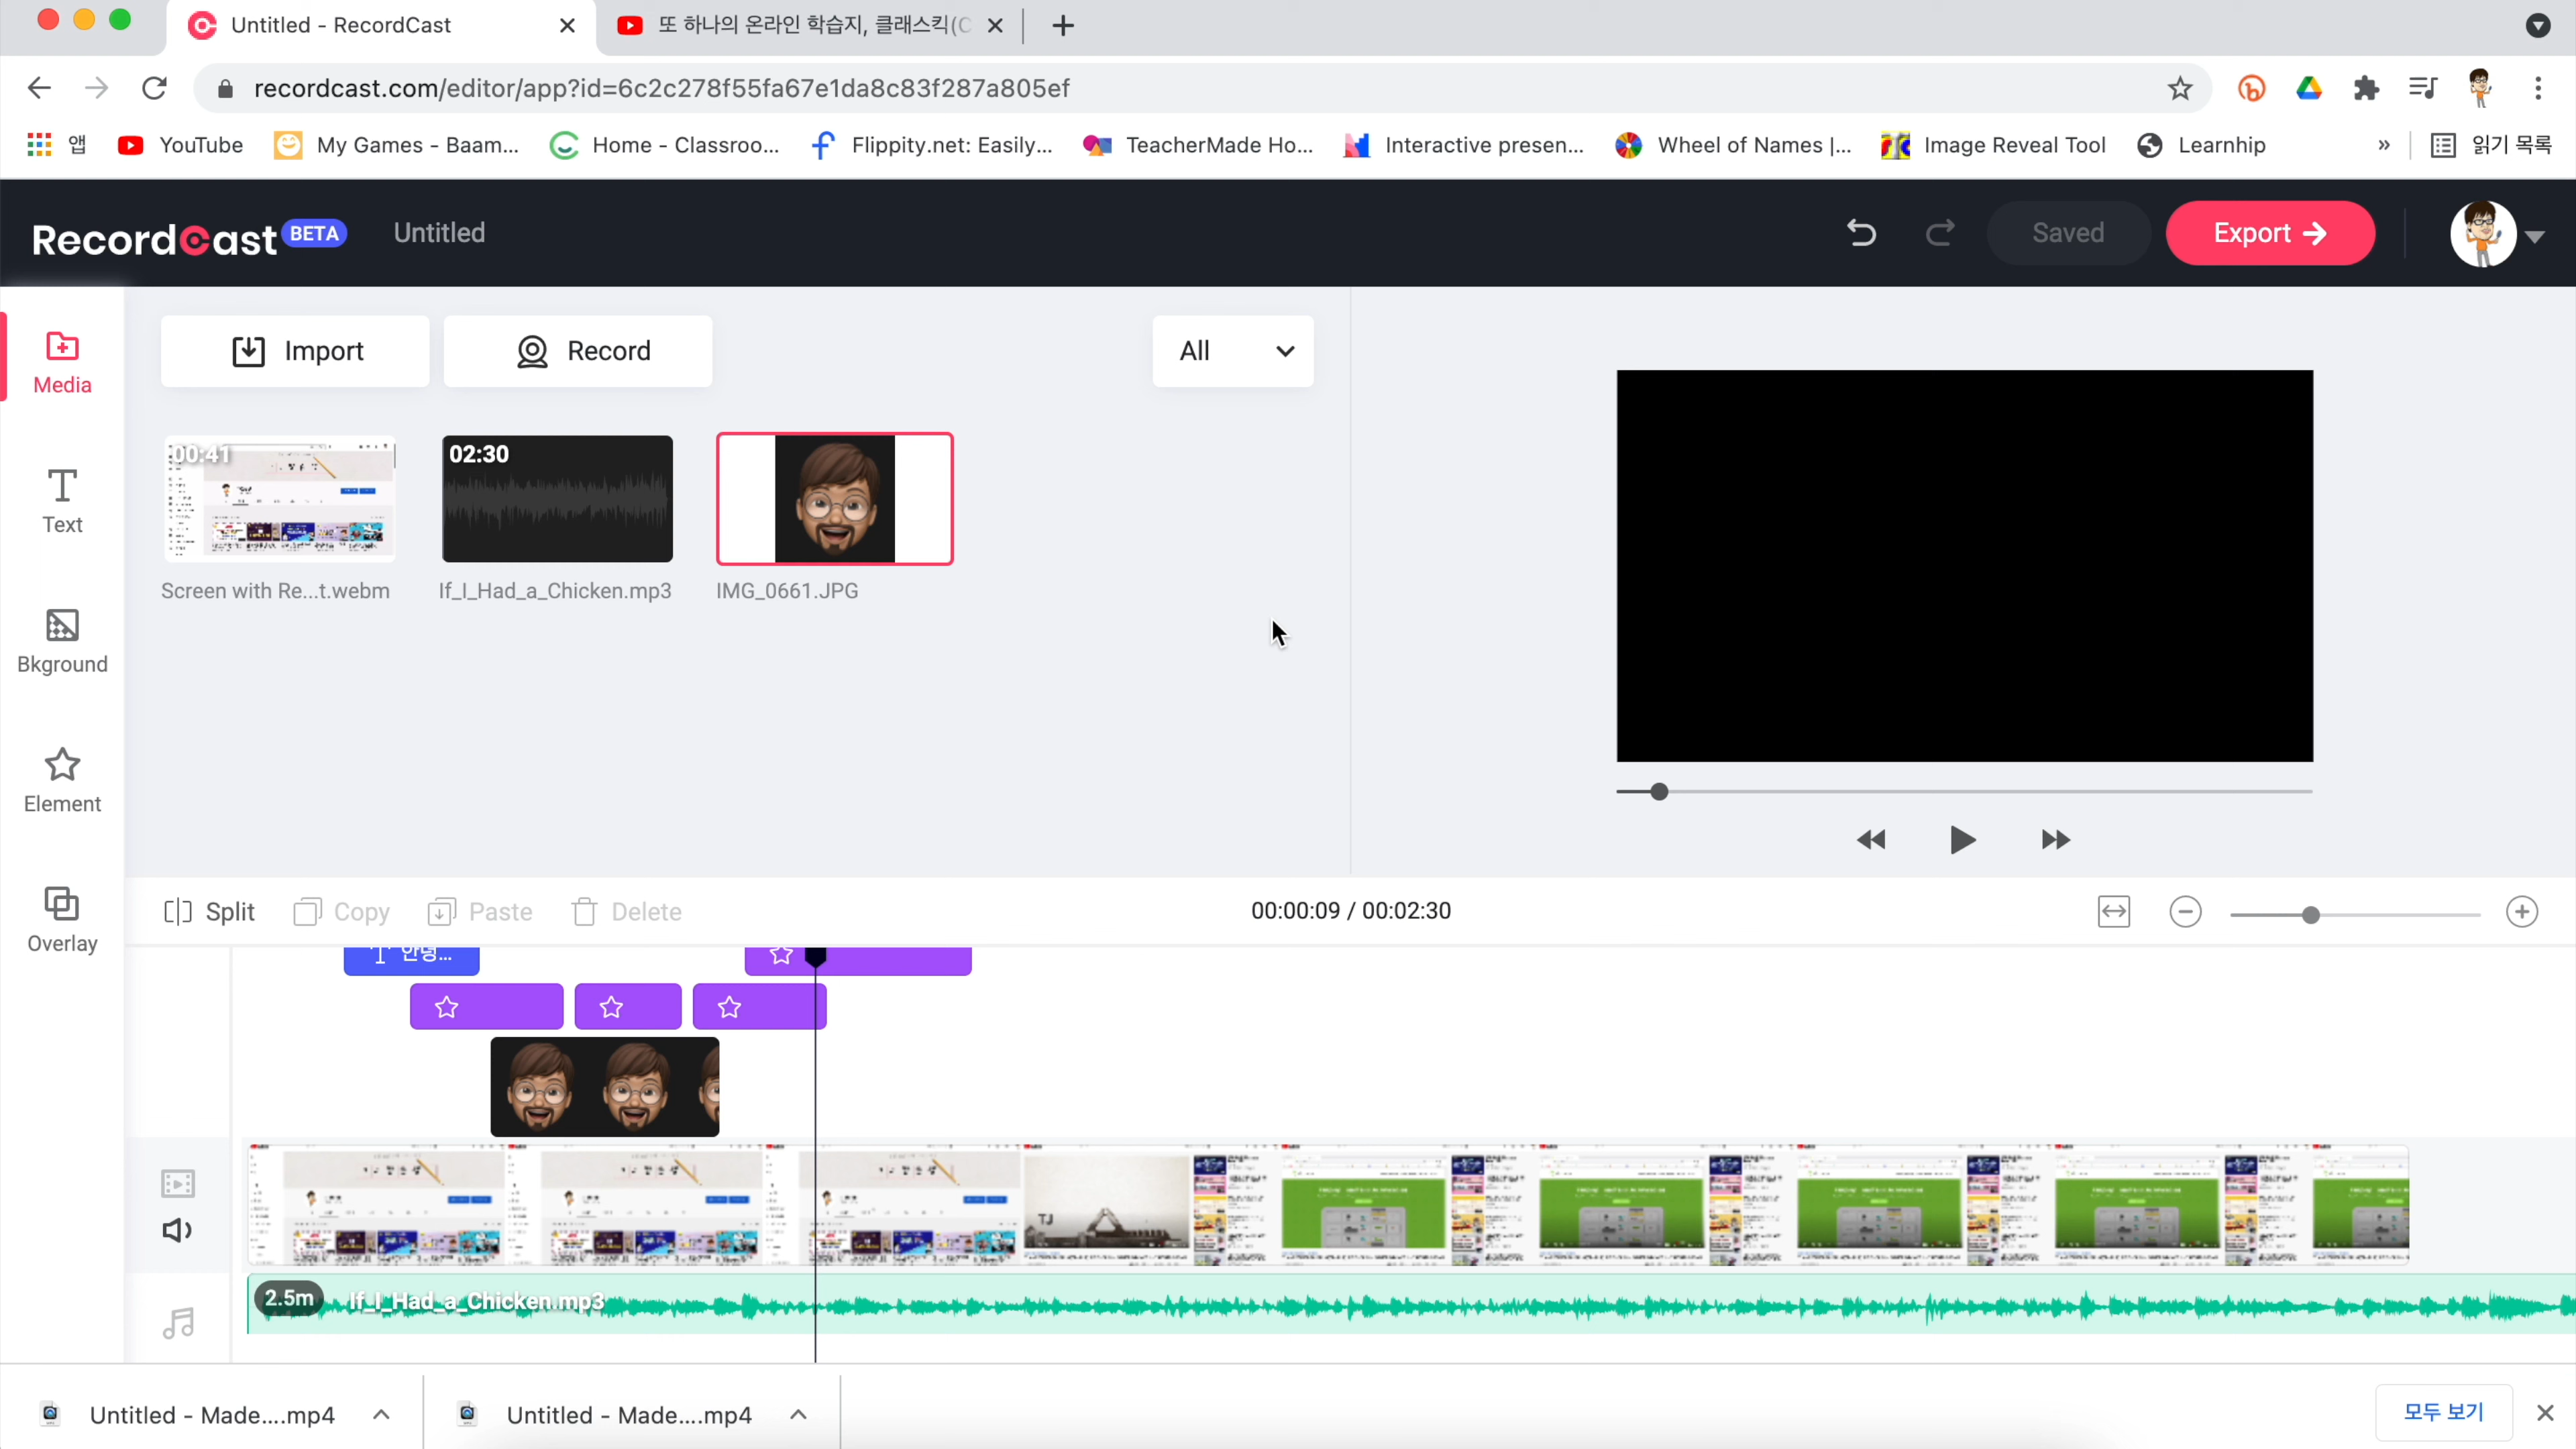 Untitled - RecordCast
또 하나의 온라인 학습지, 클래스킥(C
recordcast.com/editor/app?id=6c2c278f55fa67e1da8c83f287a805ef
앱 YouTube My Games - Baam... Home - Classroo... Flippity.net: Easily... TeacherMade Ho... Interactive presen... Wheel of Names |... Image Reveal Tool Learnhip » 읽기 목록
RecordCast BETA Untitled Saved Export
Import Record All
Media
00:41 02:30
Screen with Re...t.webm If_I_Had_a_Chicken.mp3 IMG_0661.JPG
Text
Bkground
Element
Overlay
Split Copy Paste Delete 00:00:09 / 00:02:30
안녕...
TJ
2.5m If_I_Had_a_Chicken.mp3
Untitled - Made....mp4 Untitled - Made....mp4 모두 보기